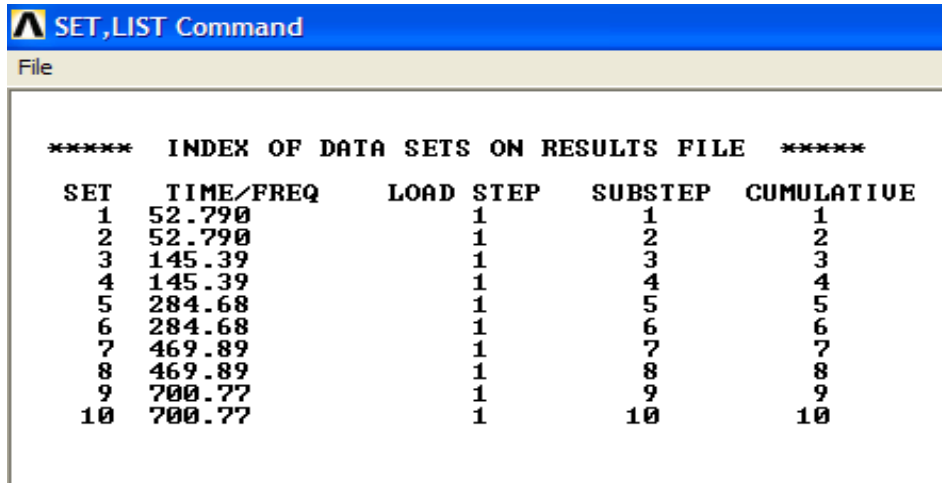 SET,LIST Command
File
***** INDEX OF DATA SETS ON RESULTS FILE *****
SET TIME/FREQ LOAD STEP SUBSTEP CUMULATIVE
1 52.790 1 1 1
2 52.790 1 2 2
3 145.39 1 3 3
4 145.39 1 4 4
5 284.68 1 5 5
6 284.68 1 6 6
7 469.89 1 7 7
8 469.89 1 8 8
9 700.77 1 9 9
10 700.77 1 10 10